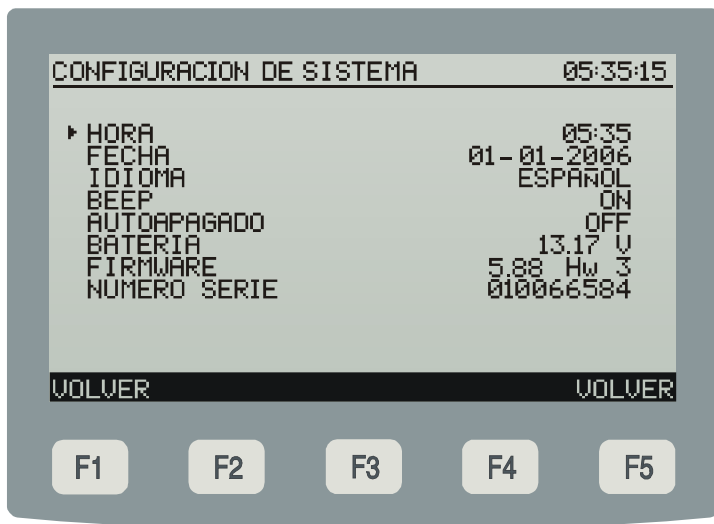 CONFIGURACION DE SISTEMA 05:35:15
HORA 05:35
FECHA 01-01-2006
IDIOMA ESPAÑOL
BEEP ON
AUTOAPAGADO OFF
BATERIA 13.17 V
FIRMWARE 5.88 Hw 3
NUMERO SERIE 010066584
VOLVER VOLVER
F1 F2 F3 F4 F5